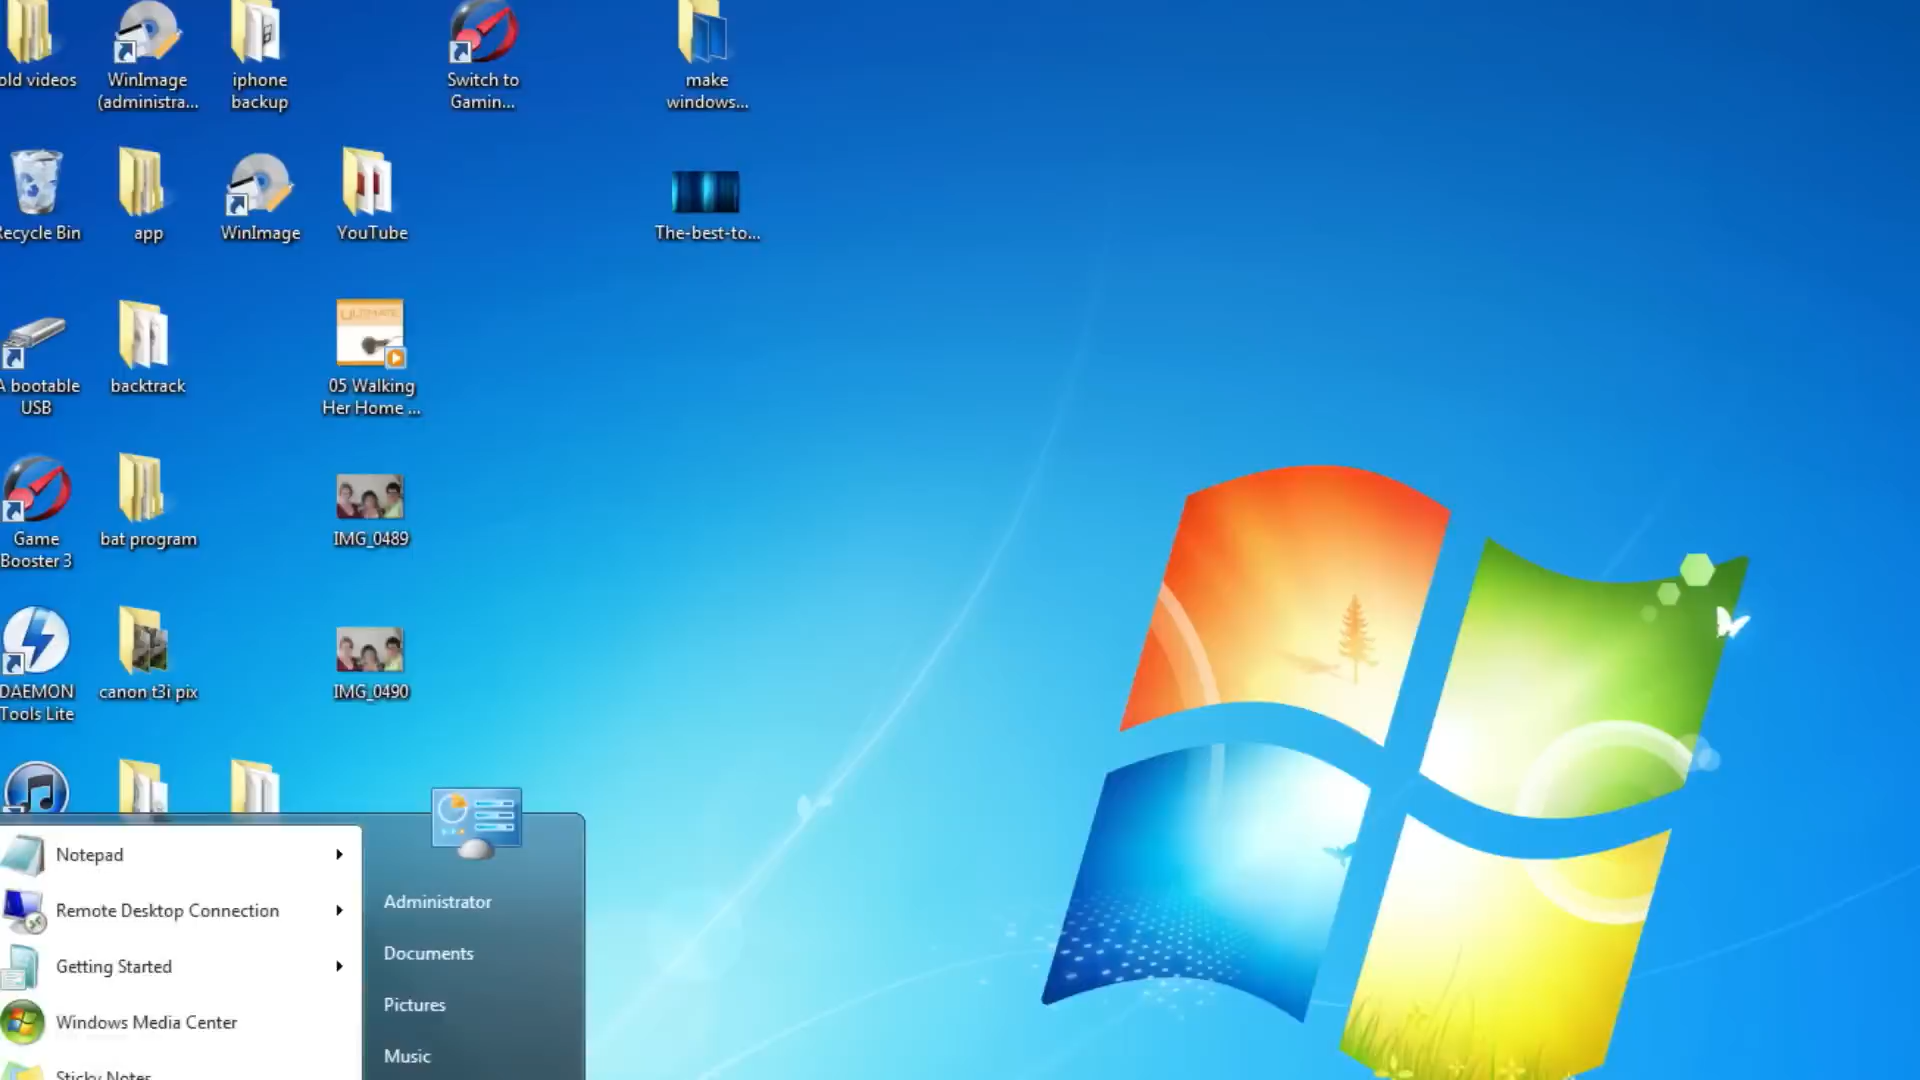 old videos
WinImage
(administra...
iphone
backup
Switch to
Gamin...
make
windows...
Recycle Bin
app
WinImage
YouTube
The-best-to...
A bootable
USB
backtrack
ULTIMATE
05 Walking
Her Home ...
Game
Booster 3
bat program
IMG_0489
DAEMON
Tools Lite
canon t3i pix
IMG_0490
Notepad
Remote Desktop Connection
Getting Started
Windows Media Center
Sticky Notes
Administrator
Documents
Pictures
Music